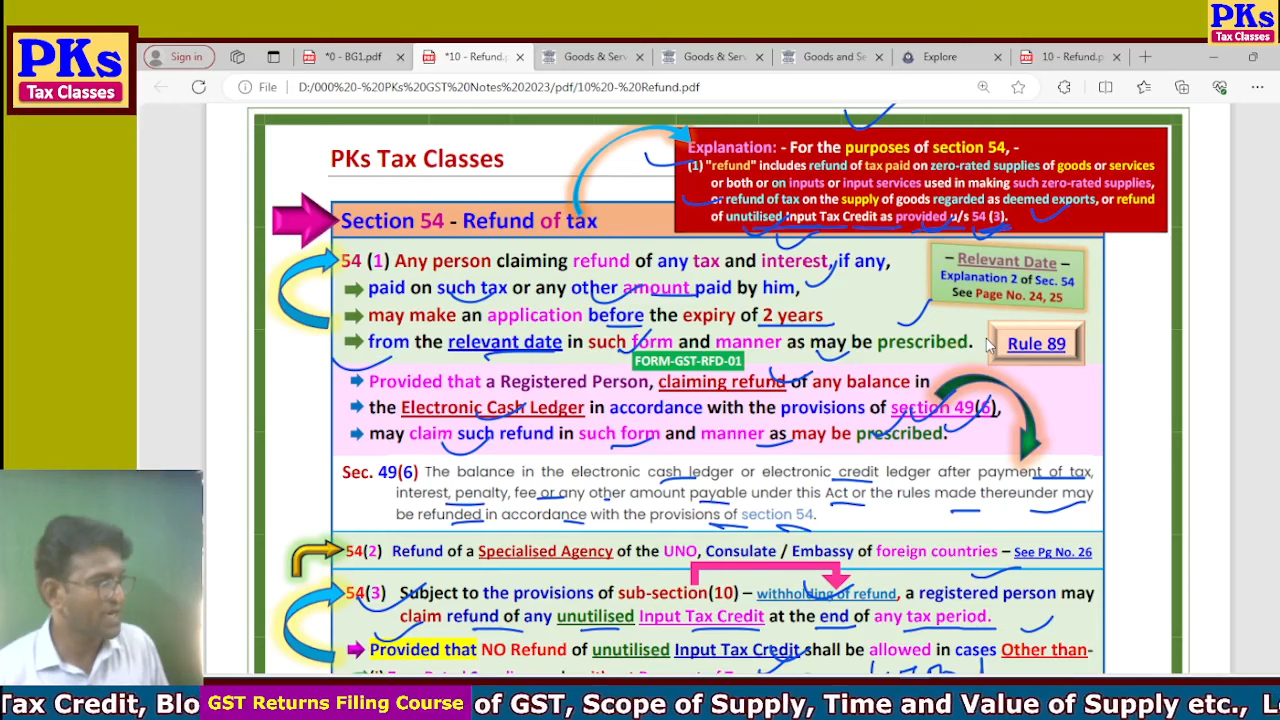 PKs
Tax Classes
PKs
Tax Classes
Sign in
*0 - BG1.pdf
*10 - Refund.p
Goods & Serv
Goods & Serv
Goods and Se
Explore
10 - Refund.p
File
D:/000%20-%20PKs%20GST%20Notes%202023/pdf/10%20-%20Refund.pdf
PKs Tax Classes
Explanation: - For the purposes of section 54, -
(1) "refund" includes refund of tax paid on zero-rated supplies of goods or services
or both or on inputs or input services used in making such zero-rated supplies,
or refund of tax on the supply of goods regarded as deemed exports, or refund
of unutilised Input Tax Credit as provided u/s 54 (3).
Section 54 - Refund of tax
54 (1) Any person claiming refund of any tax and interest, if any,
paid on such tax or any other amount paid by him,
may make an application before the expiry of 2 years
from the relevant date in such form and manner as may be prescribed.
FORM-GST-RFD-01
– Relevant Date –
Explanation 2 of Sec. 54
See Page No. 24, 25
Rule 89
Provided that a Registered Person, claiming refund of any balance in
the Electronic Cash Ledger in accordance with the provisions of section 49(6),
may claim such refund in such form and manner as may be prescribed.
Sec. 49(6) The balance in the electronic cash ledger or electronic credit ledger after payment of tax,
interest, penalty, fee or any other amount payable under this Act or the rules made thereunder may
be refunded in accordance with the provisions of section 54.
54(2) Refund of a Specialised Agency of the UNO, Consulate / Embassy of foreign countries – See Pg No. 26
54(3) Subject to the provisions of sub-section(10) – withholding of refund, a registered person may
claim refund of any unutilised Input Tax Credit at the end of any tax period.
Provided that NO Refund of unutilised Input Tax Credit shall be allowed in cases Other than-
Tax Credit, Blo
GST Returns Filing Course
of GST, Scope of Supply, Time and Value of Supply etc., L